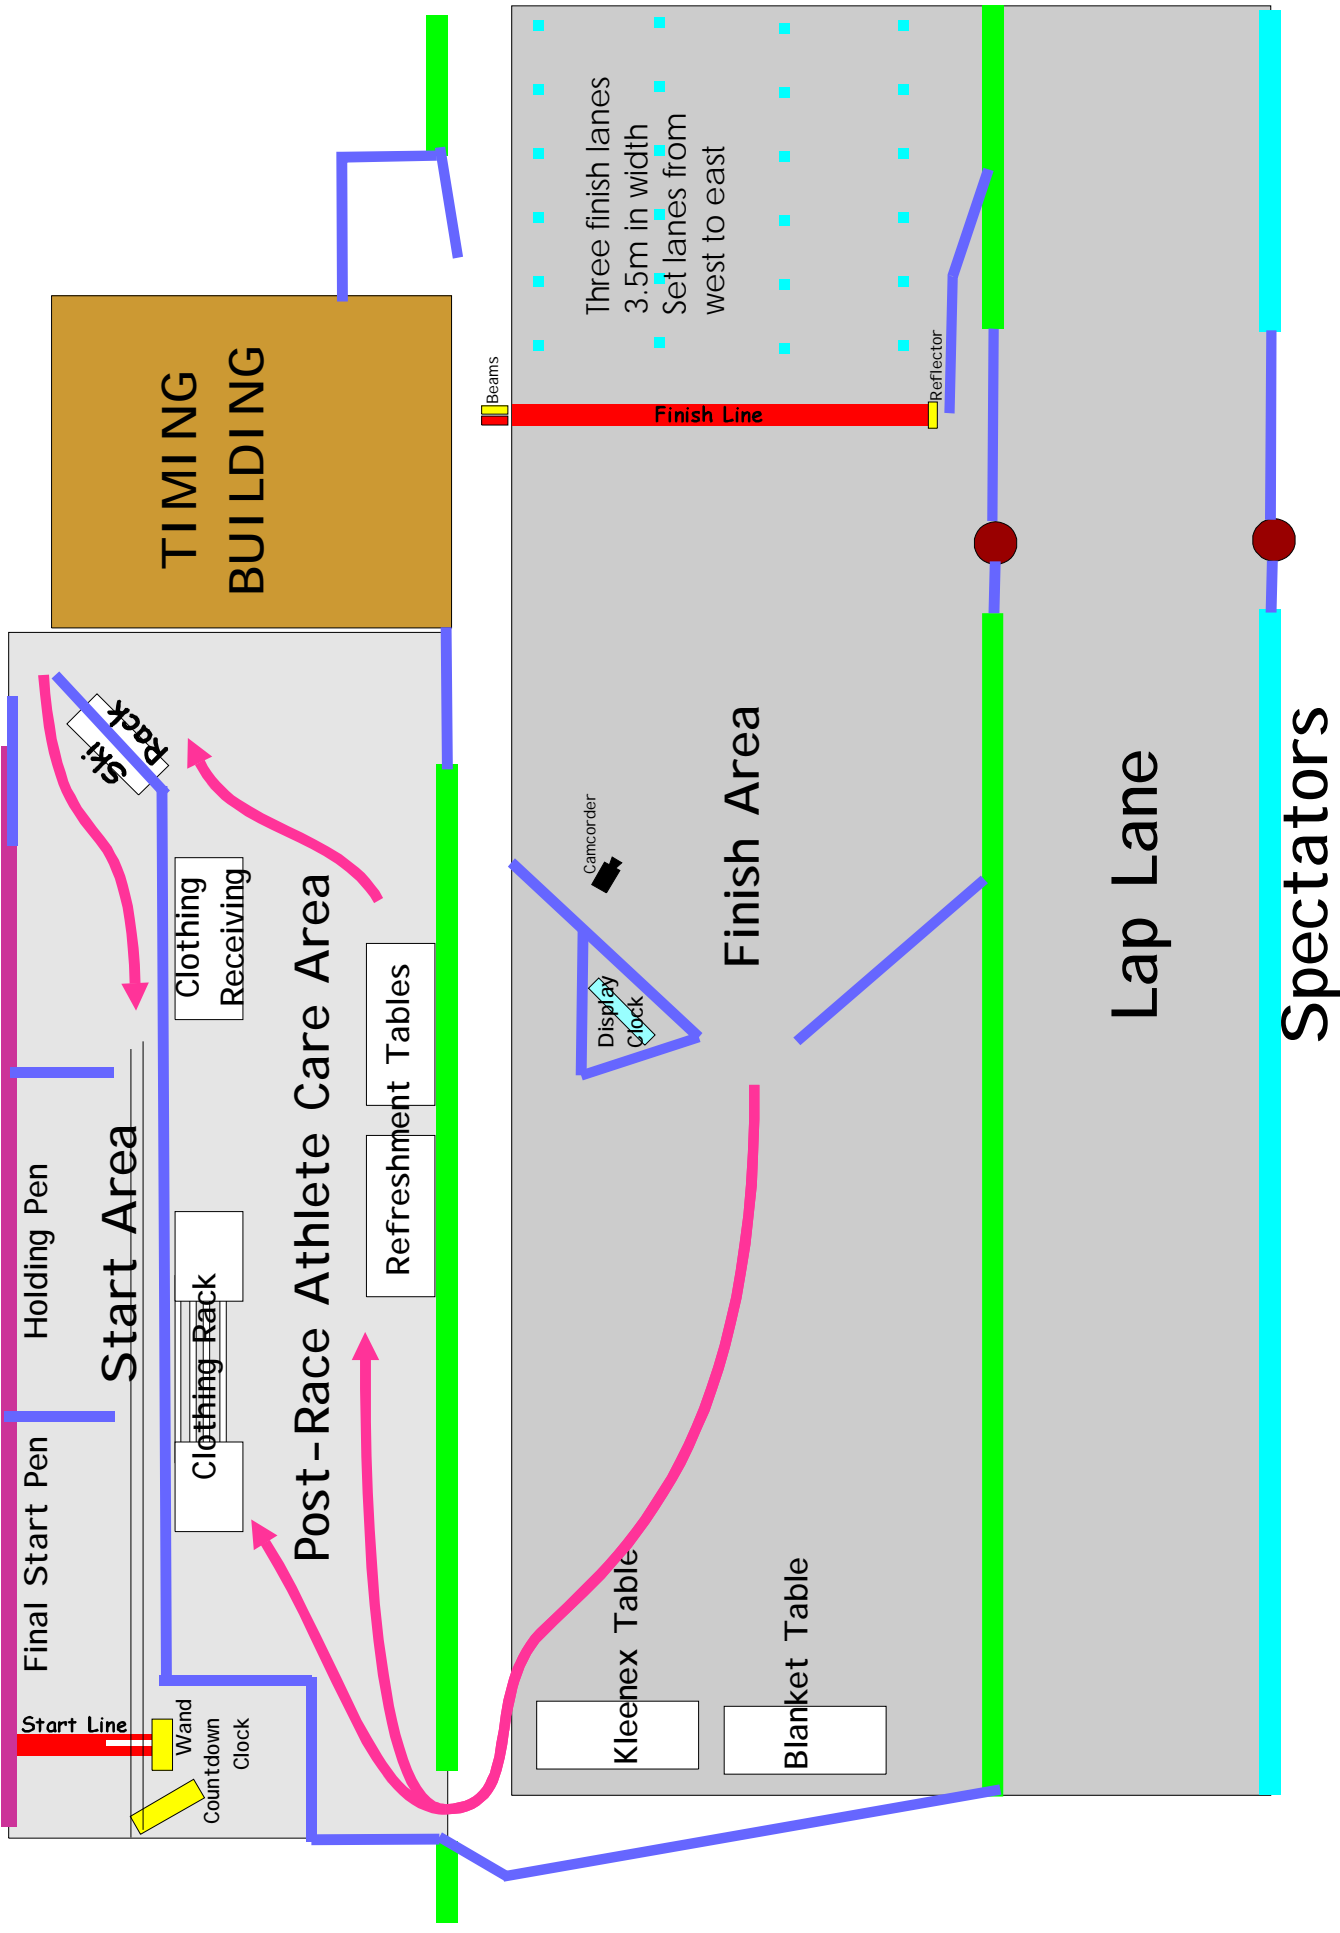 TIMING
BUILDING
Three finish lanes
3.5m in width
Set lanes from
west to east
Beams
Finish Line
Reflector
Ski
Rack
Clothing
Receiving
Post-Race Athlete Care Area
Refreshment Tables
Camcorder
Display
Clock
Finish Area
Lap Lane
Spectators
Holding Pen
Start Area
Clothing Rack
Final Start Pen
Start Line
Wand
Countdown
Clock
Kleenex Table
Blanket Table